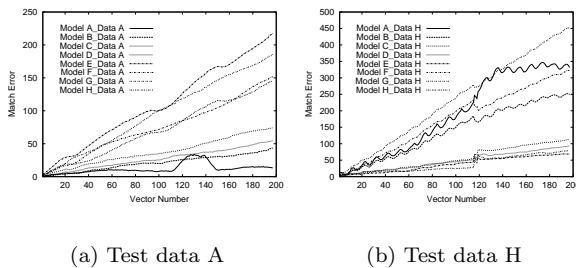 250
200
150
100
50
0
Match Error
20 40 60 80 100 120 140 160 180 200
Vector Number
Model A_Data A
Model B_Data A
Model C_Data A
Model D_Data A
Model E_Data A
Model F_Data A
Model G_Data A
Model H_Data A
(a) Test data A
500
450
400
350
300
250
200
150
100
50
0
Match Error
20 40 60 80 100 120 140 160 180 200
Vector Number
Model A_Data H
Model B_Data H
Model C_Data H
Model D_Data H
Model E_Data H
Model F_Data H
Model G_Data H
Model H_Data H
(b) Test data H